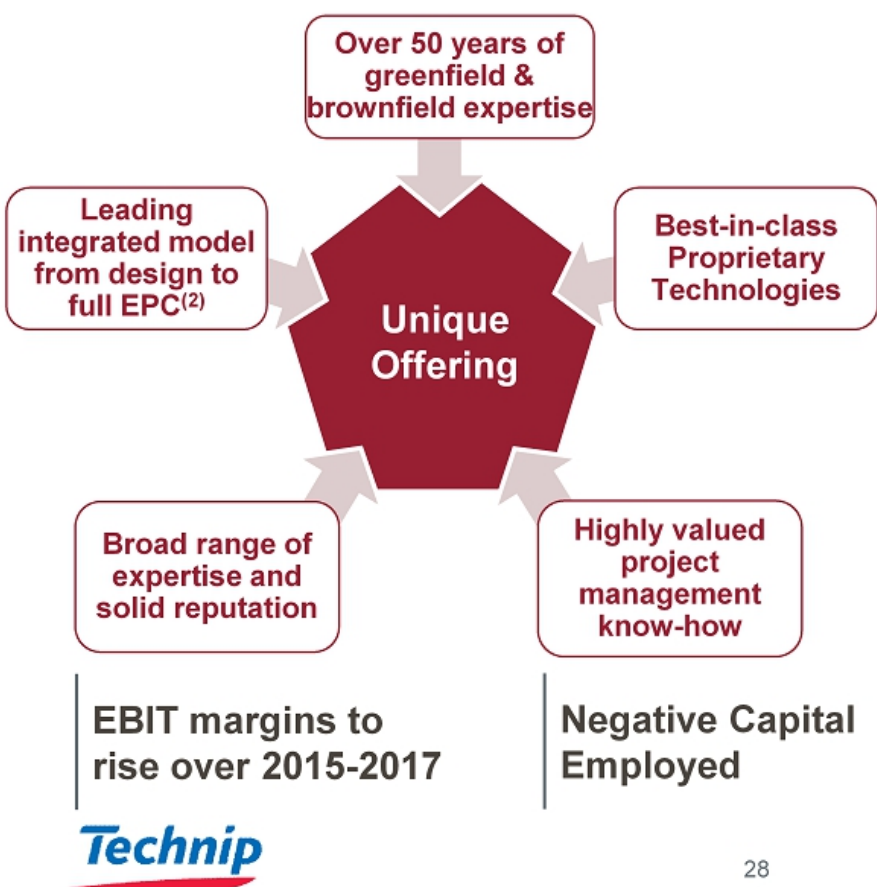 Over 50 years of
greenfield &
brownfield expertise
Leading
integrated model
from design to
full EPC(2)
Best-in-class
Proprietary
Technologies
Unique
Offering
Broad range of
expertise and
solid reputation
Highly valued
project
management
know-how
EBIT margins to
rise over 2015-2017
Negative Capital
Employed
Technip
28